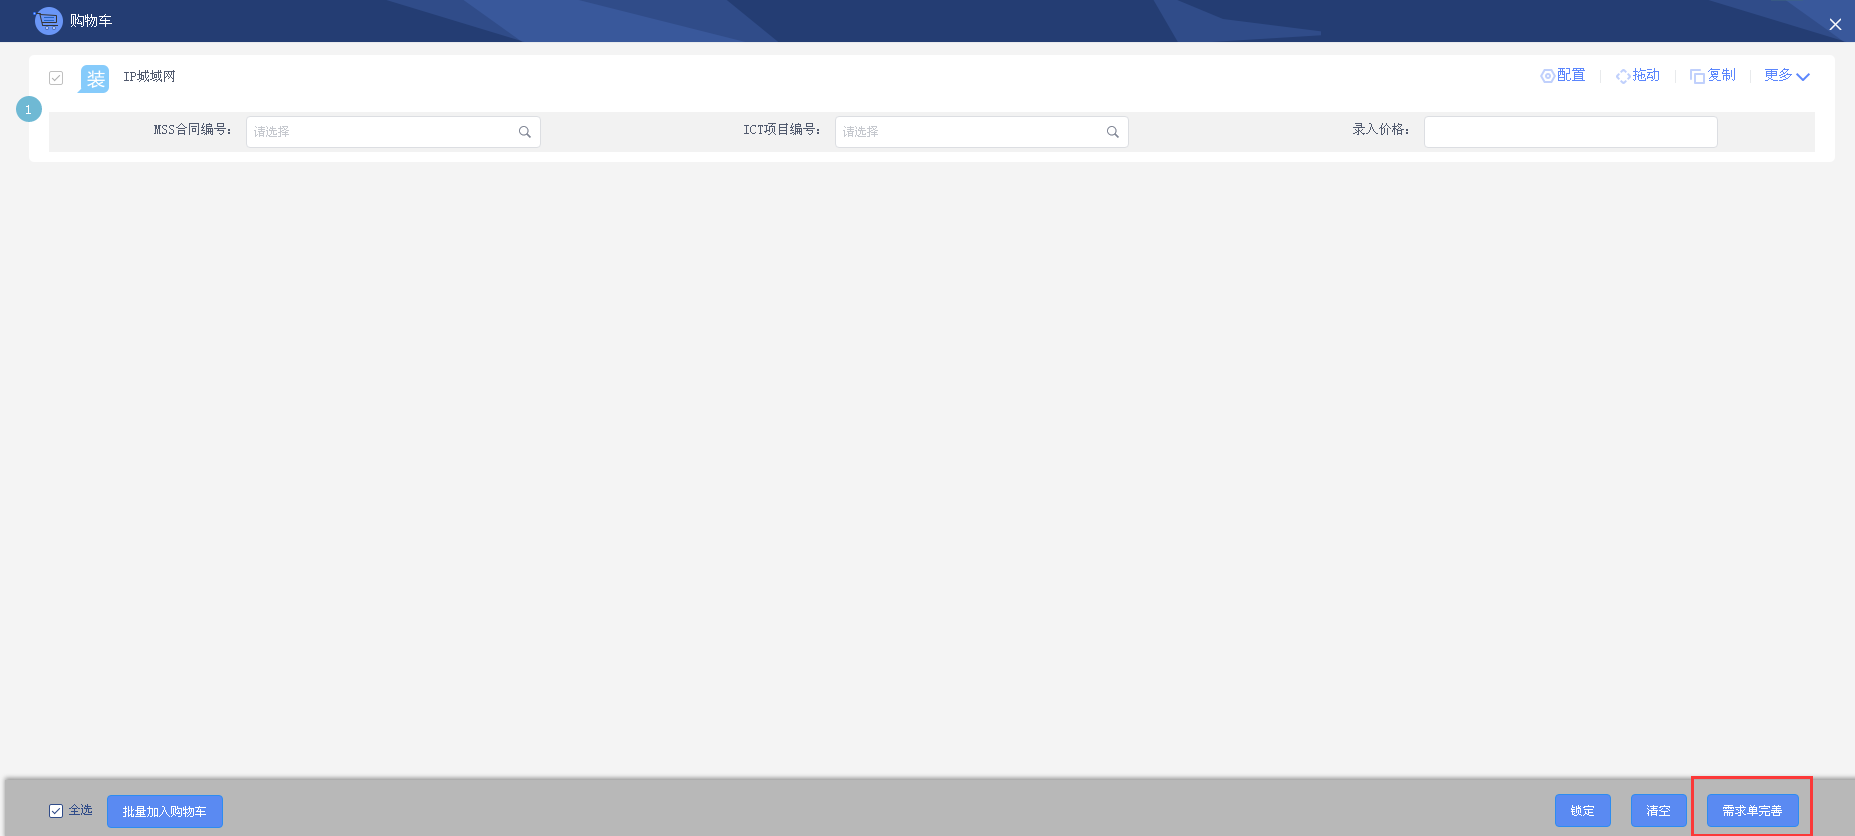 购物车
装 IP城域网 配置 拖动 复制 更多
1
MSS合同编号： 请选择 ICT项目编号： 请选择 录入价格：
全选 批量加入购物车 锁定 清空 需求单完善